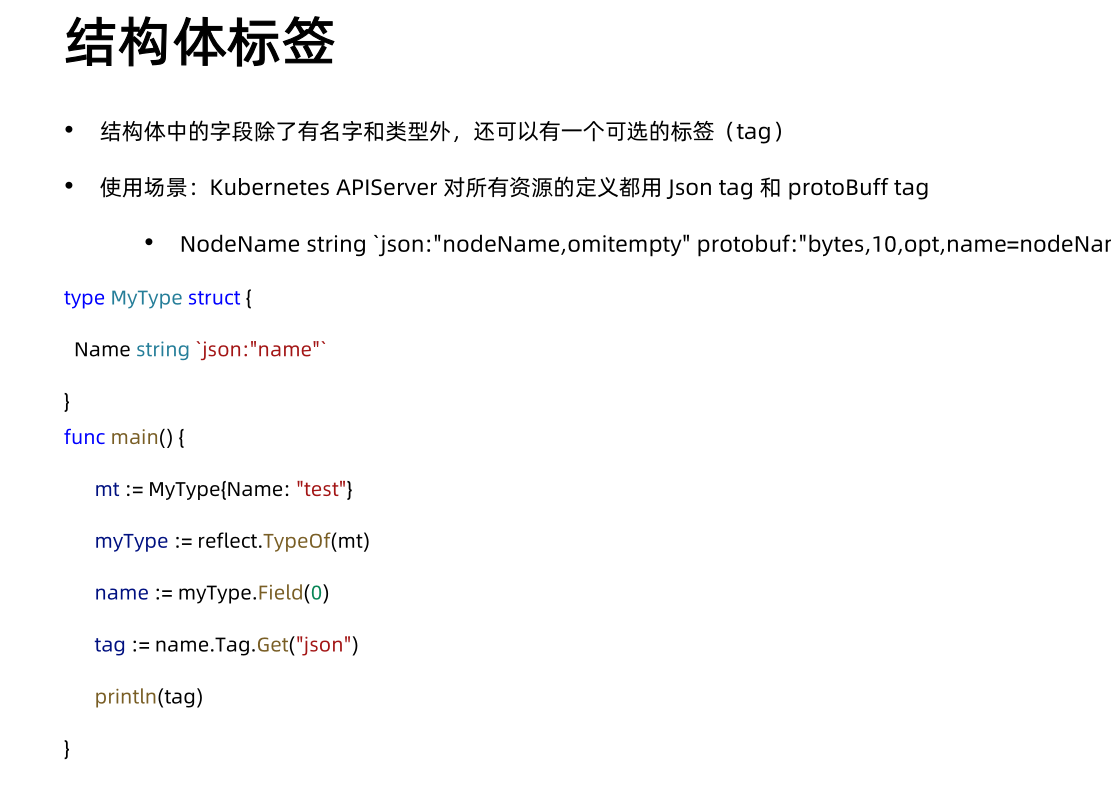 结构体标签
• 结构体中的字段除了有名字和类型外，还可以有一个可选的标签（tag）
• 使用场景：Kubernetes APIServer 对所有资源的定义都用 Json tag 和 protoBuff tag
• NodeName string `json:"nodeName,omitempty" protobuf:"bytes,10,opt,name=nodeNar
type MyType struct {
Name string `json:"name"`
}
func main() {
mt := MyType{Name: "test"}
myType := reflect.TypeOf(mt)
name := myType.Field(0)
tag := name.Tag.Get("json")
println(tag)
}